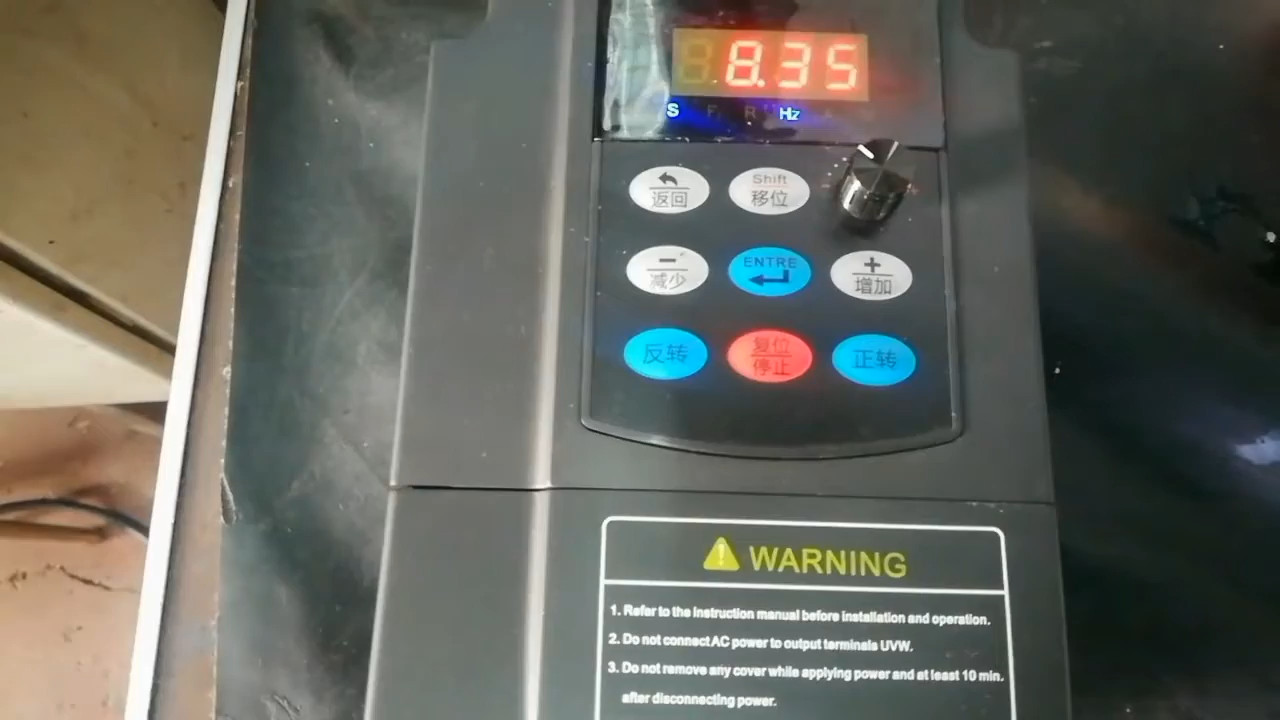 8.35
S F R Hz A
返回
Shift
移位
减少
ENTRE
+
增加
反转
复位
停止
正转
WARNING
1. Refer to the instruction manual before installation and operation.
2. Do not connect AC power to output terminals UVW.
3. Do not remove any cover while applying power and at least 10 min.
after disconnecting power.